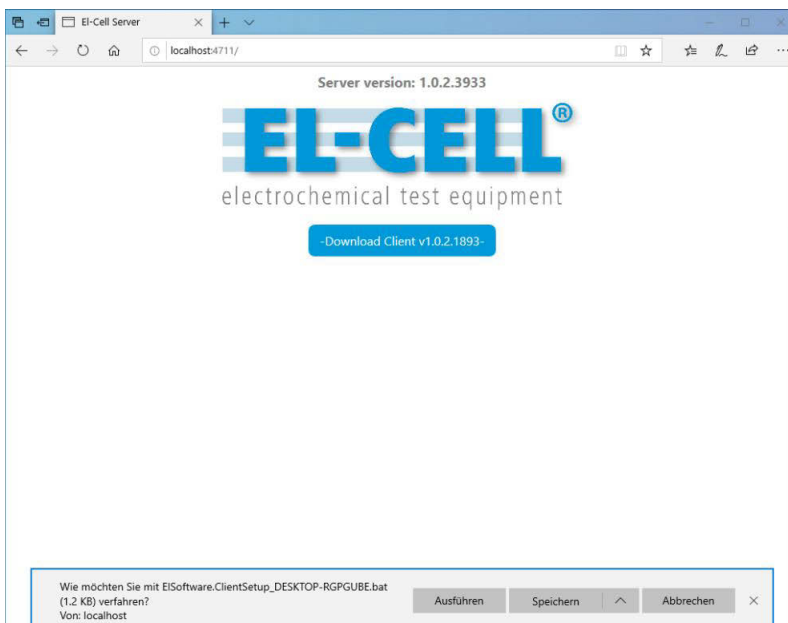 El-Cell Server
localhost:4711/
Server version: 1.0.2.3933
EL-CELL®
electrochemical test equipment
-Download Client v1.0.2.1893-
Wie möchten Sie mit ElSoftware.ClientSetup_DESKTOP-RGPGUBE.bat
(1.2 KB) verfahren?
Von: localhost
Ausführen
Speichern
Abbrechen